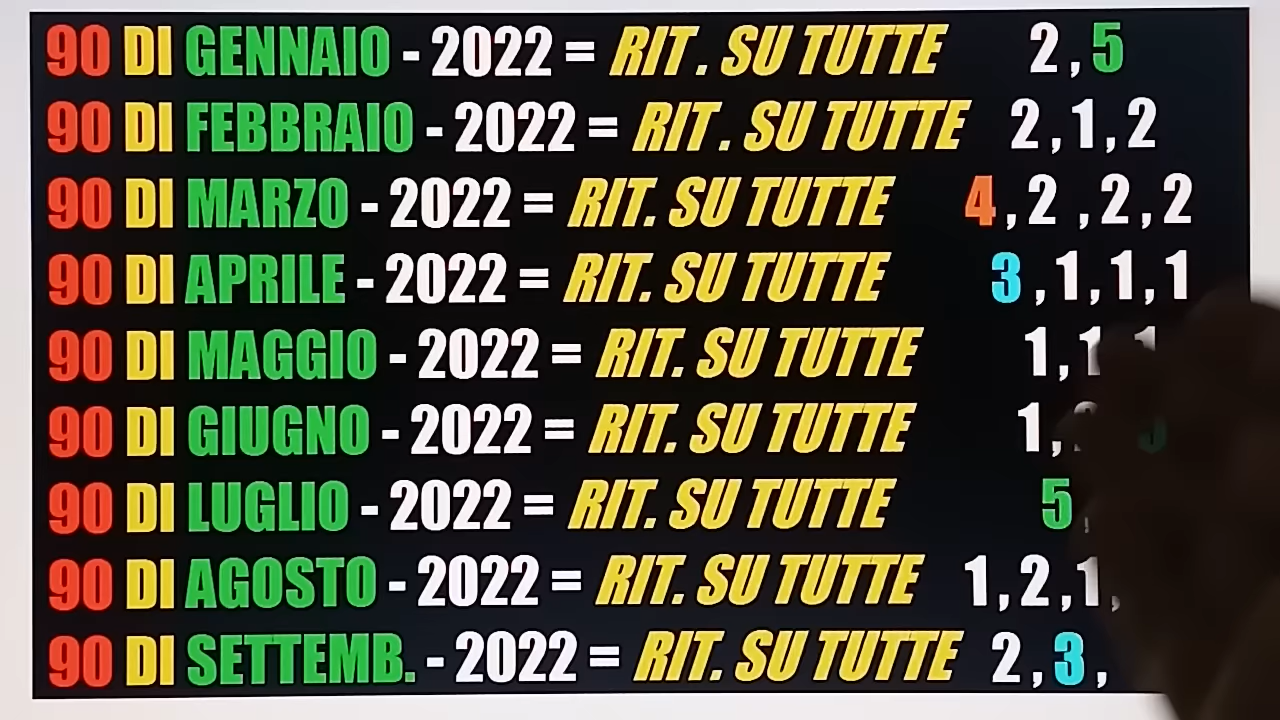 90 DI GENNAIO - 2022 = RIT . SU TUTTE 2 , 5
90 DI FEBBRAIO - 2022 = RIT . SU TUTTE 2 , 1 , 2
90 DI MARZO - 2022 = RIT. SU TUTTE 4 , 2 , 2 , 2
90 DI APRILE - 2022 = RIT. SU TUTTE 3 , 1 , 1 , 1
90 DI MAGGIO - 2022 = RIT. SU TUTTE 1 , 1 1
90 DI GIUGNO - 2022 = RIT. SU TUTTE 1 ,
90 DI LUGLIO - 2022 = RIT. SU TUTTE 5 ,
90 DI AGOSTO - 2022 = RIT. SU TUTTE 1 , 2 , 1 ,
90 DI SETTEMB. - 2022 = RIT. SU TUTTE 2 , 3 ,